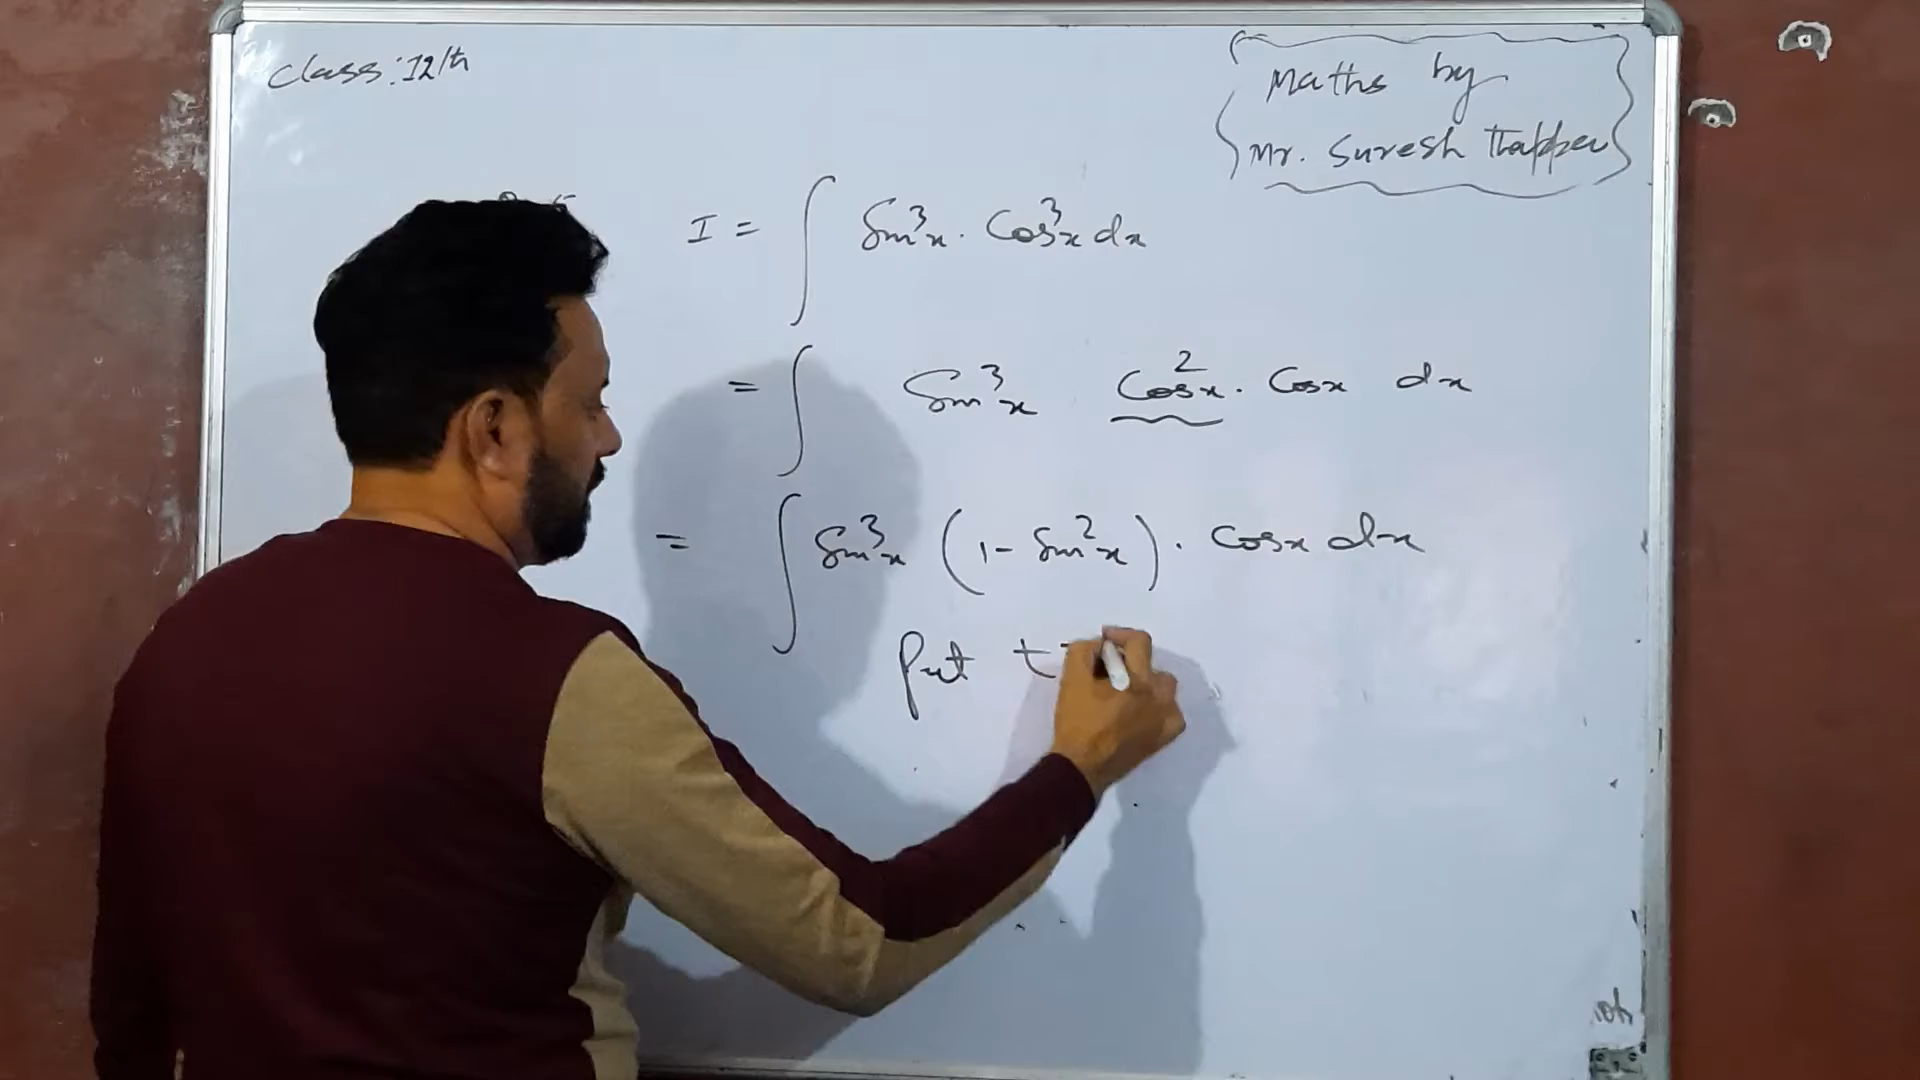 Class: 12th
Maths by
Mr. Suresh Thapper
I = ∫ Sin³x · Cos³x dx
= ∫ Sin³x Cos²x · Cosx dx
= ∫ Sin³x (1 - Sin²x) · Cosx dx
Put t =